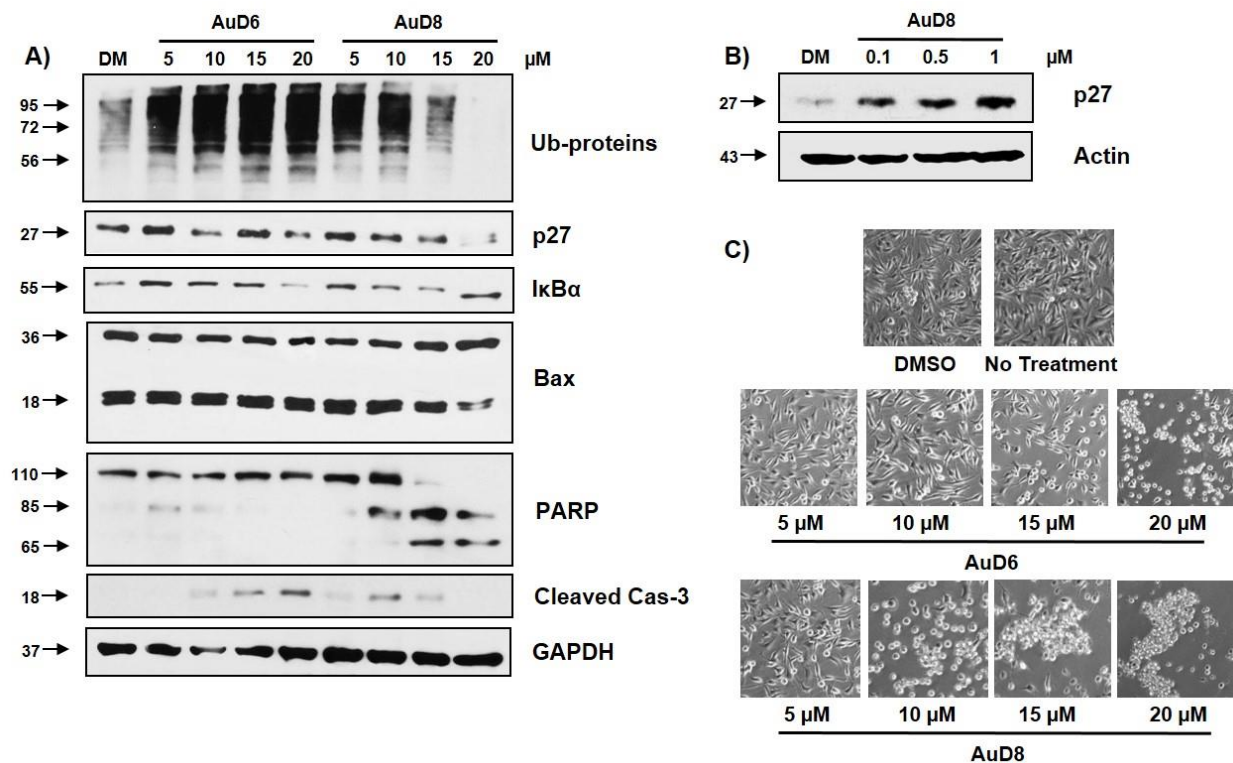 A)
AuD6 AuD8
DM 5 10 15 20 5 10 15 20 µM
95
72
56
Ub-proteins
27
p27
55
IκBα
36
18
Bax
110
85
65
PARP
18
Cleaved Cas-3
37
GAPDH
B)
AuD8
DM 0.1 0.5 1 µM
27
p27
43
Actin
C)
DMSO No Treatment
5 µM 10 µM 15 µM 20 µM
AuD6
5 µM 10 µM 15 µM 20 µM
AuD8